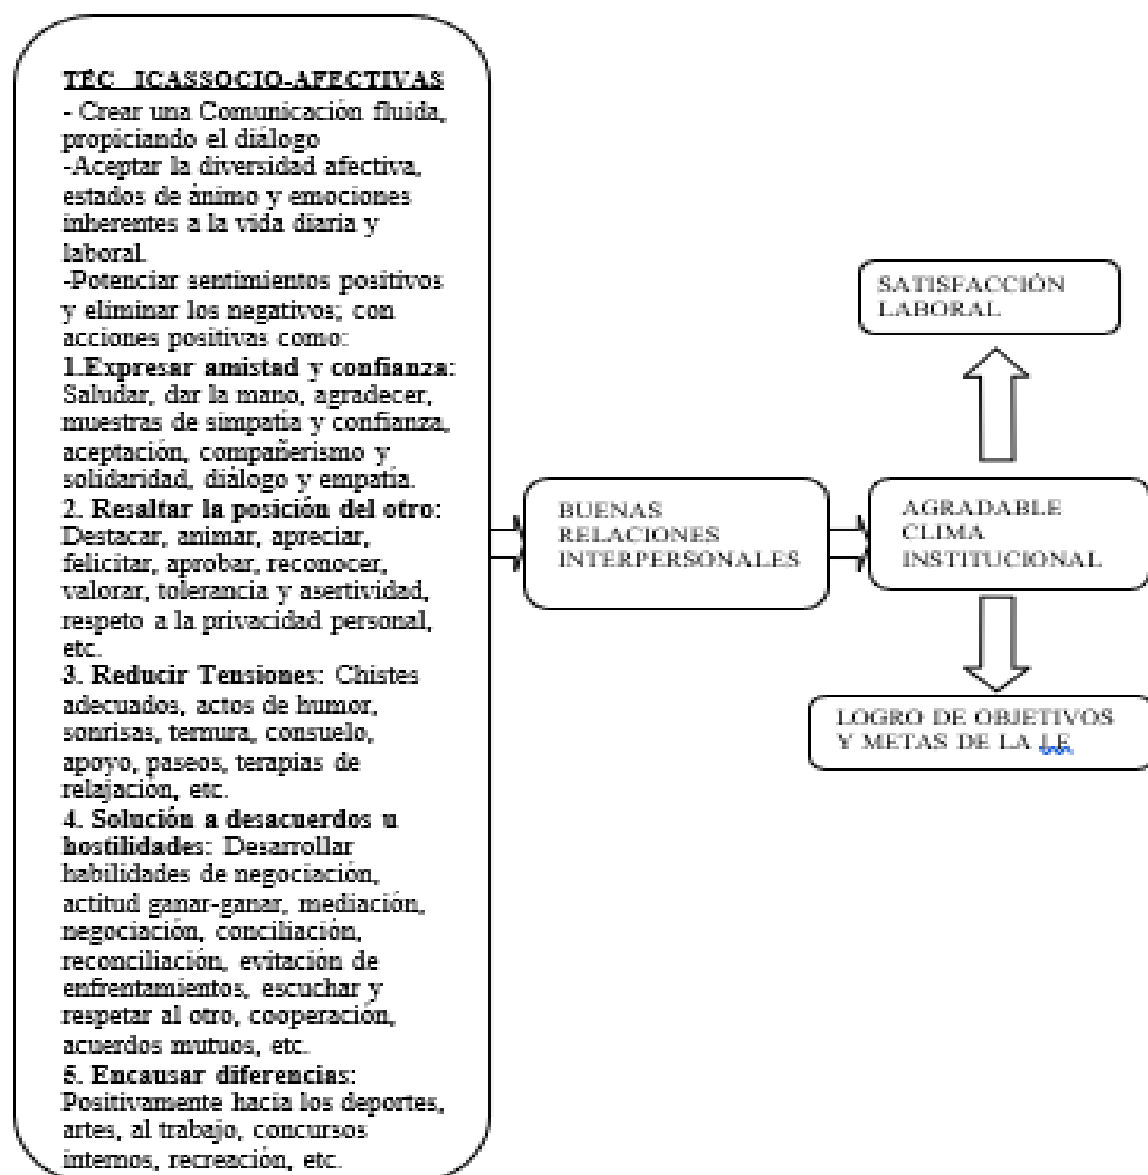 TÉC ICASSOCIO-AFECTIVAS
- Crear una Comunicación fluida,
propiciando el diálogo
-Aceptar la diversidad afectiva,
estados de ánimo y emociones
inherentes a la vida diaria y
laboral.
-Potenciar sentimientos positivos
y eliminar los negativos; con
acciones positivas como:
1.Expresar amistad y confianza:
Saludar, dar la mano, agradecer,
muestras de simpatía y confianza,
aceptación, compañerismo y
solidaridad, diálogo y empatía.
2. Resaltar la posición del otro:
Destacar, animar, apreciar,
felicitar, aprobar, reconocer,
valorar, tolerancia y asertividad,
respeto a la privacidad personal,
etc.
3. Reducir Tensiones: Chistes
adecuados, actos de humor,
sonrisas, ternura, consuelo,
apoyo, paseos, terapias de
relajación, etc.
4. Solución a desacuerdos u
hostilidades: Desarrollar
habilidades de negociación,
actitud ganar-ganar, mediación,
negociación, conciliación,
reconciliación, evitación de
enfrentamientos, escuchar y
respetar al otro, cooperación,
acuerdos mutuos, etc.
5. Encausar diferencias:
Positivamente hacia los deportes,
artes, al trabajo, concursos
internos, recreación, etc.
BUENAS
RELACIONES
INTERPERSONALES
SATISFACCIÓN
LABORAL
AGRADABLE
CLIMA
INSTITUCIONAL
LOGRO DE OBJETIVOS
Y METAS DE LA I.E.